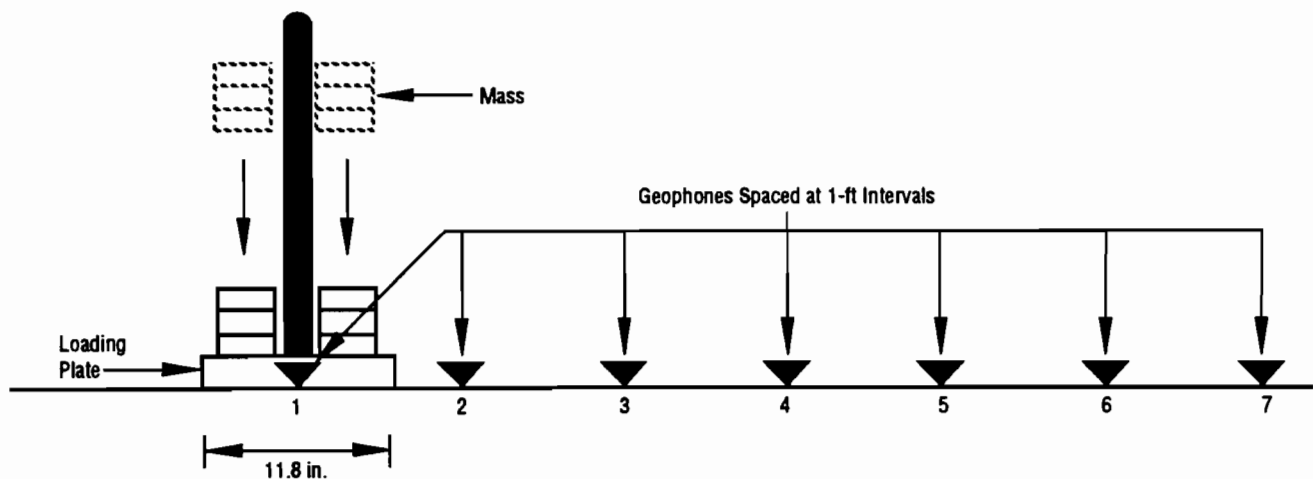 Mass
Geophones Spaced at 1-ft Intervals
Loading
Plate
1 2 3 4 5 6 7
11.8 in.